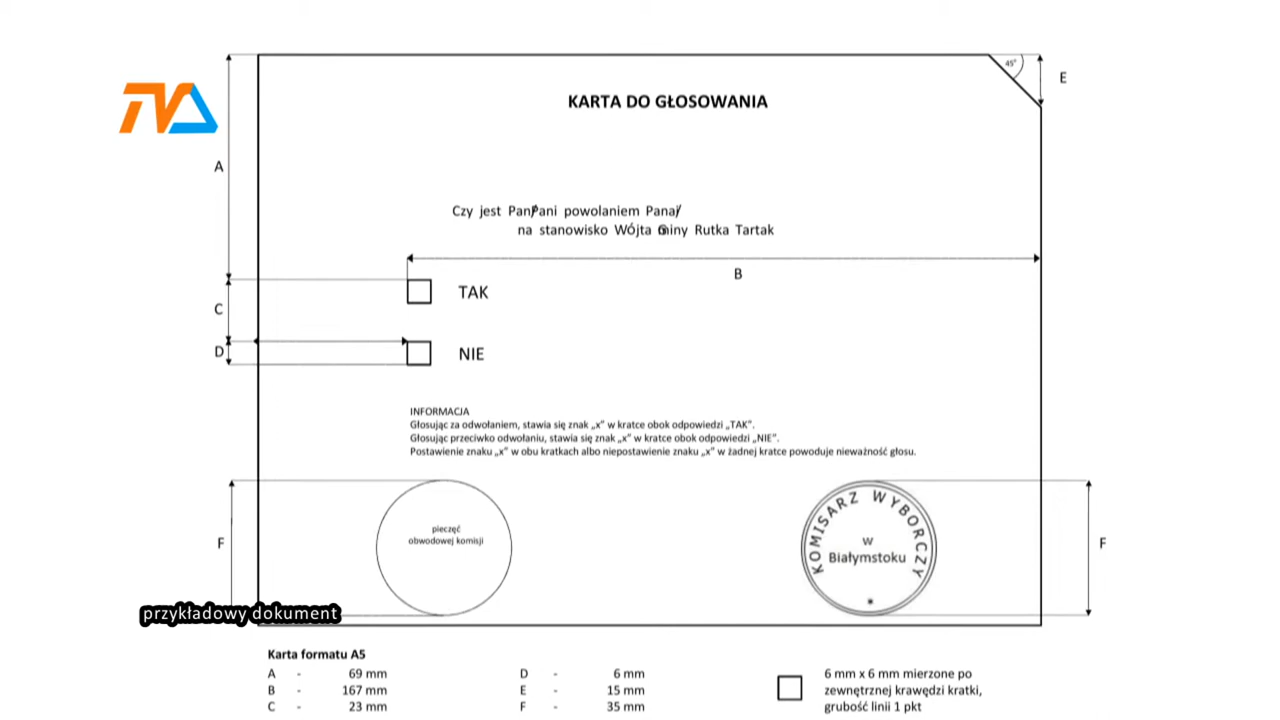 TVA
45°
E
KARTA DO GŁOSOWANIA
A
Czy jest Pan/Pani powolaniem Pana/
na stanowisko Wójta Gminy Rutka Tartak
B
TAK
C
D
NIE
INFORMACJA
Głosując za odwołaniem, stawia się znak „x” w kratce obok odpowiedzi „TAK”.
Głosując przeciwko odwołaniu, stawia się znak „x” w kratce obok odpowiedzi „NIE”.
Postawienie znaku „x” w obu kratkach albo niepostawienie znaku „x” w żadnej kratce powoduje nieważność głosu.
F
pieczęć
obwodowej komisji
KOMISARZ WYBORCZY
w
Białymstoku
*
F
przykładowy dokument
Karta formatu A5
A - 69 mm
B - 167 mm
C - 23 mm
D - 6 mm
E - 15 mm
F - 35 mm
6 mm x 6 mm mierzone po
zewnętrznej krawędzi kratki,
grubość linii 1 pkt